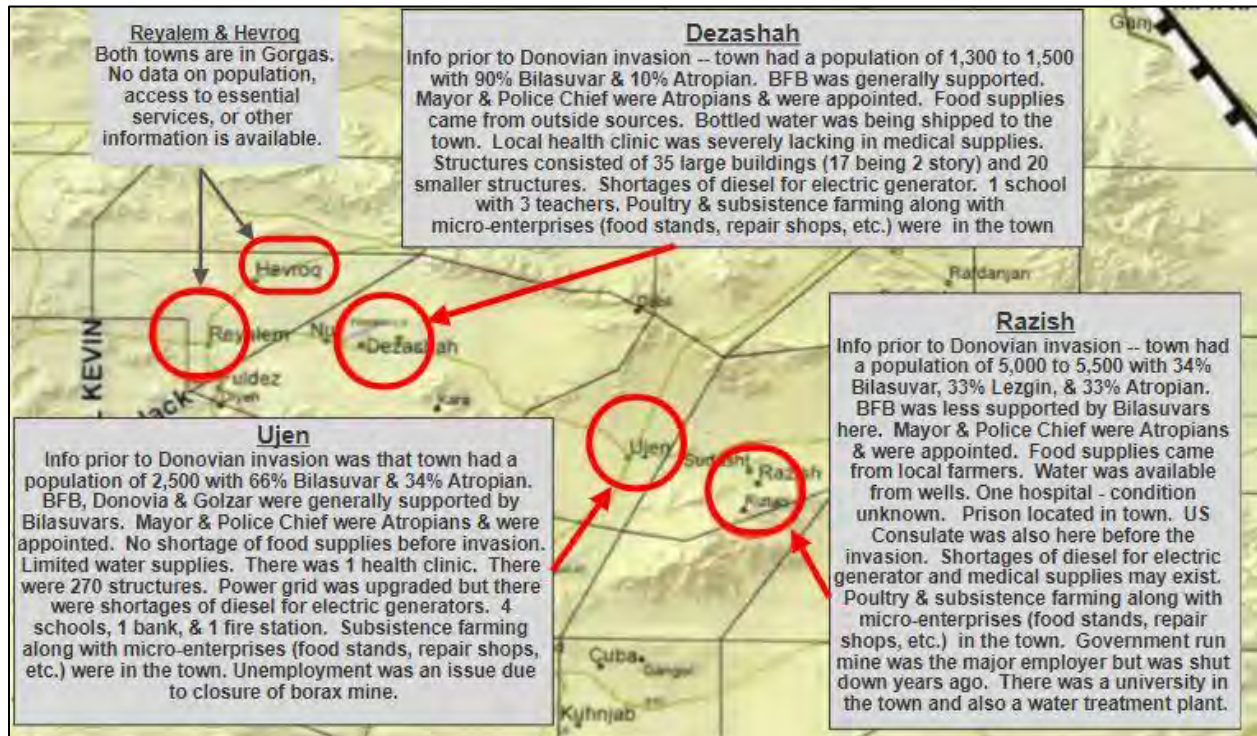 Reyalem & Hevroq
Both towns are in Gorgas.
No data on population,
access to essential
services, or other
information is available.
Dezashah
Info prior to Donovian invasion -- town had a population of 1,300 to 1,500
with 90% Bilasuvar & 10% Atropian. BFB was generally supported.
Mayor & Police Chief were Atropians & were appointed. Food supplies
came from outside sources. Bottled water was being shipped to the
town. Local health clinic was severely lacking in medical supplies.
Structures consisted of 35 large buildings (17 being 2 story) and 20
smaller structures. Shortages of diesel for electric generator. 1 school
with 3 teachers. Poultry & subsistence farming along with
micro-enterprises (food stands, repair shops, etc.) were in the town
Hevroq
Reyalem
Dezashah
KEVIN
Kara
Ujen
Razish
Rafdanjan
Ujen
Info prior to Donovian invasion was that town had a
population of 2,500 with 66% Bilasuvar & 34% Atropian.
BFB, Donovia & Golzar were generally supported by
Bilasuvars. Mayor & Police Chief were Atropians & were
appointed. No shortage of food supplies before invasion.
Limited water supplies. There was 1 health clinic. There
were 270 structures. Power grid was upgraded but there
were shortages of diesel for electric generators. 4
schools, 1 bank, & 1 fire station. Subsistence farming
along with micro-enterprises (food stands, repair shops,
etc.) were in the town. Unemployment was an issue due
to closure of borax mine.
Razish
Info prior to Donovian invasion -- town had
a population of 5,000 to 5,500 with 34%
Bilasuvar, 33% Lezgin, & 33% Atropian.
BFB was less supported by Bilasuvars
here. Mayor & Police Chief were Atropians
& were appointed. Food supplies came
from local farmers. Water was available
from wells. One hospital - condition
unknown. Prison located in town. US
Consulate was also here before the
invasion. Shortages of diesel for electric
generator and medical supplies may exist.
Poultry & subsistence farming along with
micro-enterprises (food stands, repair
shops, etc.) in the town. Government run
mine was the major employer but was shut
down years ago. There was a university in
the town and also a water treatment plant.
Cuba
Kuhnjab